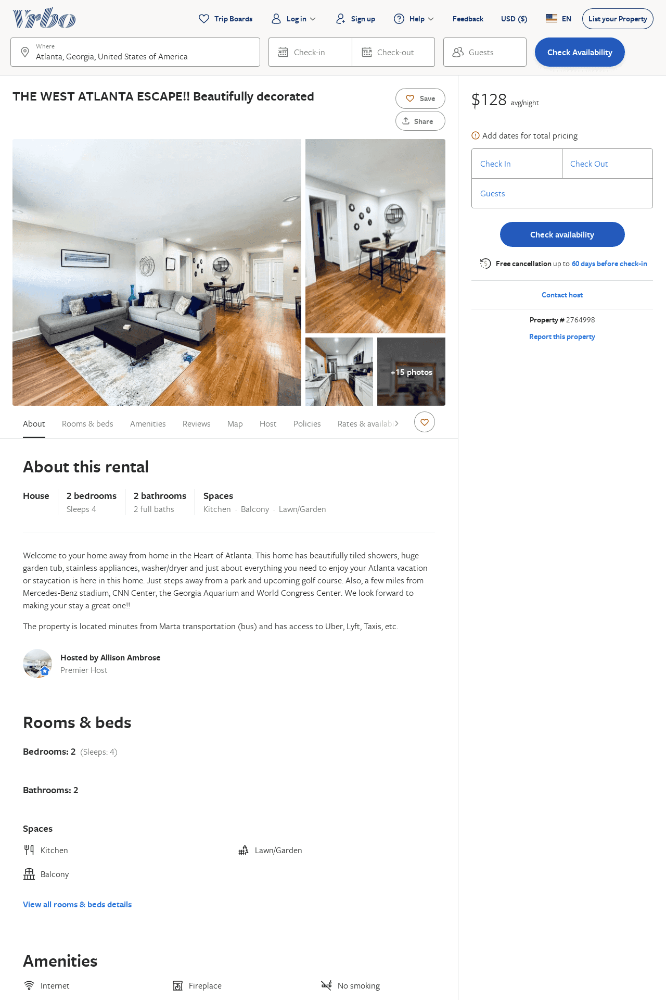 Vrbo
Trip Boards
Log in
Sign up
Help
Feedback
USD ($)
EN
List your Property
Where
Atlanta, Georgia, United States of America
Check-in
Check-out
Guests
Check Availability
THE WEST ATLANTA ESCAPE!! Beautifully decorated
Save
Share
+15 photos
$128 avg/night
Add dates for total pricing
Check In
Check Out
Guests
Check availability
Free cancellation up to 60 days before check-in
Contact host
Property # 2764998
Report this property
About
Rooms & beds
Amenities
Reviews
Map
Host
Policies
Rates & availab
About this rental
House
2 bedrooms
Sleeps 4
2 bathrooms
2 full baths
Spaces
Kitchen · Balcony · Lawn/Garden
Welcome to your home away from home in the Heart of Atlanta. This home has beautifully tiled showers, huge
garden tub, stainless appliances, washer/dryer and just about everything you need to enjoy your Atlanta vacation
or staycation is here in this home. Just steps away from a park and upcoming golf course. Also, a few miles from
Mercedes-Benz stadium, CNN Center, the Georgia Aquarium and World Congress Center. We look forward to
making your stay a great one!!
The property is located minutes from Marta transportation (bus) and has access to Uber, Lyft, Taxis, etc.
Hosted by Allison Ambrose
Premier Host
Rooms & beds
Bedrooms: 2 (Sleeps: 4)
Bathrooms: 2
Spaces
Kitchen
Lawn/Garden
Balcony
View all rooms & beds details
Amenities
Internet
Fireplace
No smoking